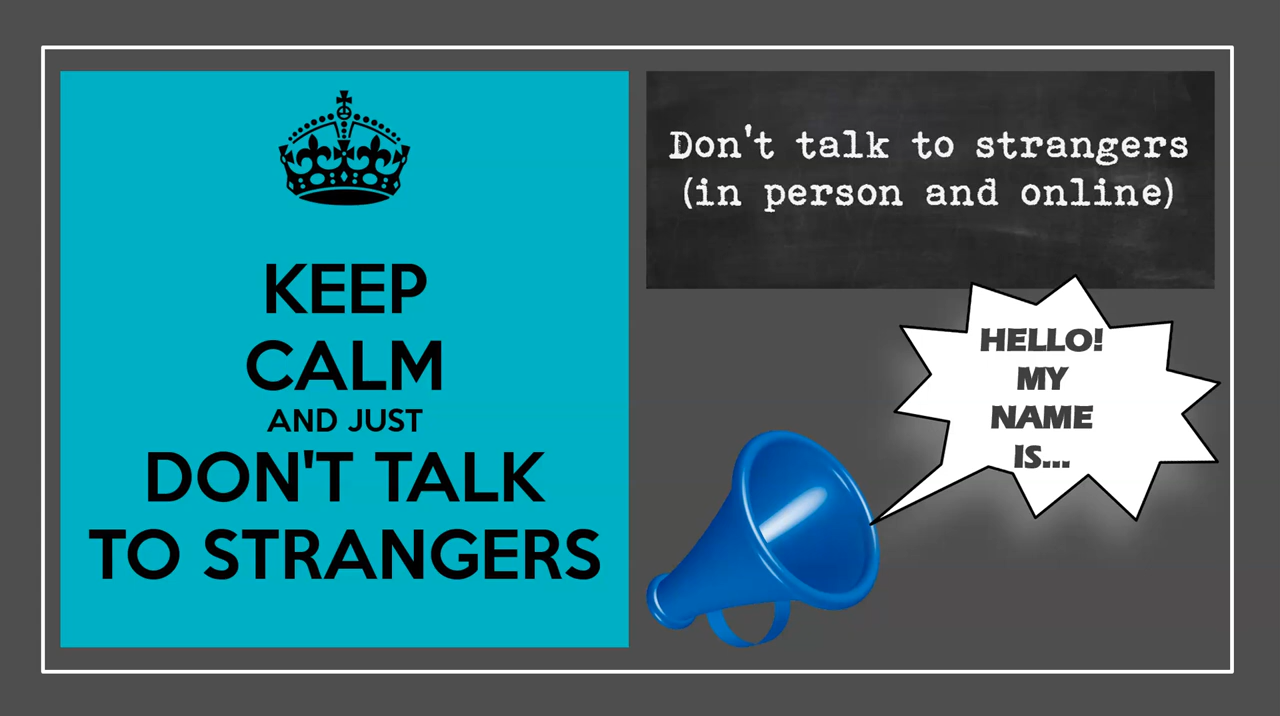 KEEP
CALM
AND JUST
DON'T TALK
TO STRANGERS
Don't talk to strangers
(in person and online)
HELLO!
MY
NAME
IS...